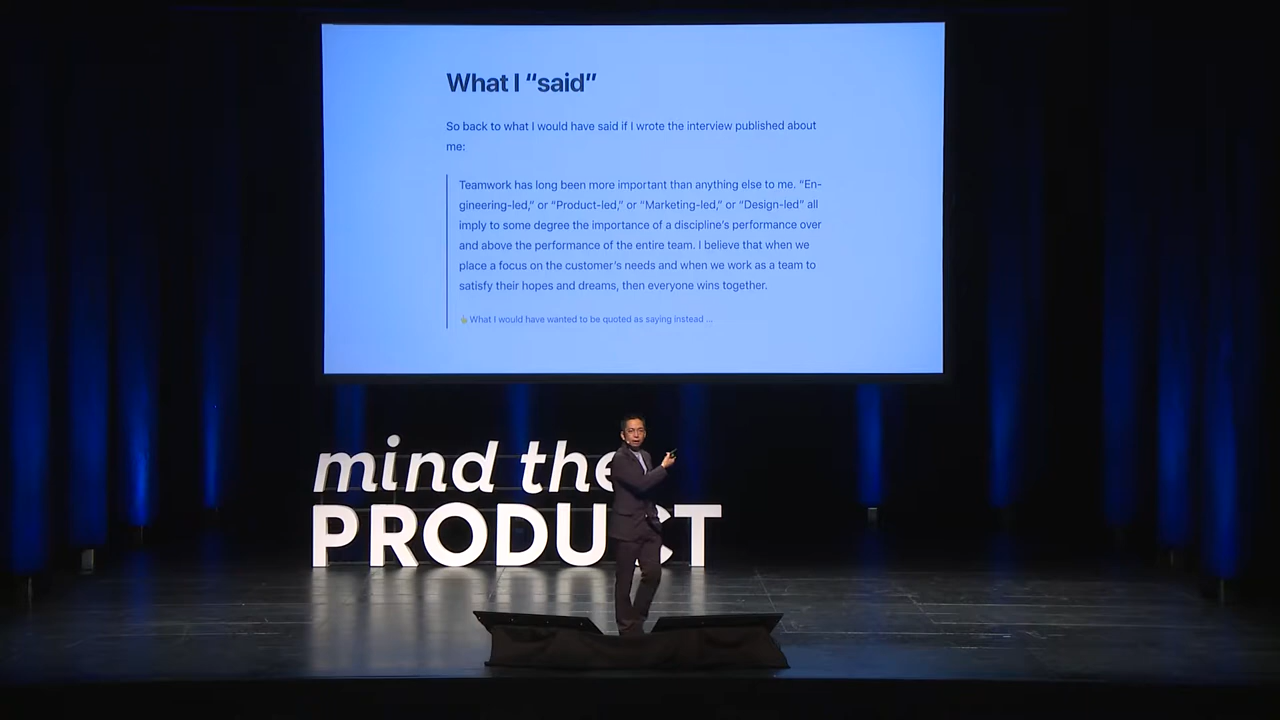 What I “said”
So back to what I would have said if I wrote the interview published about
me:
Teamwork has long been more important than anything else to me. “En-
gineering-led,” or “Product-led,” or “Marketing-led,” or “Design-led” all
imply to some degree the importance of a discipline’s performance over
and above the performance of the entire team. I believe that when we
place a focus on the customer’s needs and when we work as a team to
satisfy their hopes and dreams, then everyone wins together.
What I would have wanted to be quoted as saying instead ...
mind the
PRODUCT